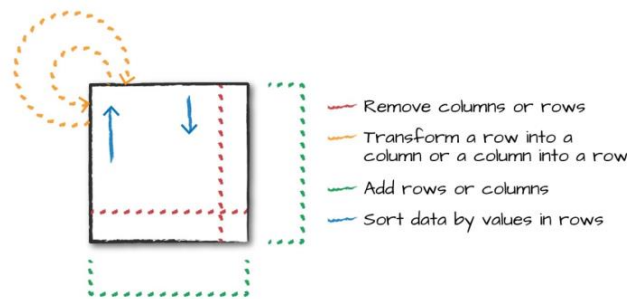 Remove columns or rows
Transform a row into a
column or a column into a row
Add rows or columns
Sort data by values in rows